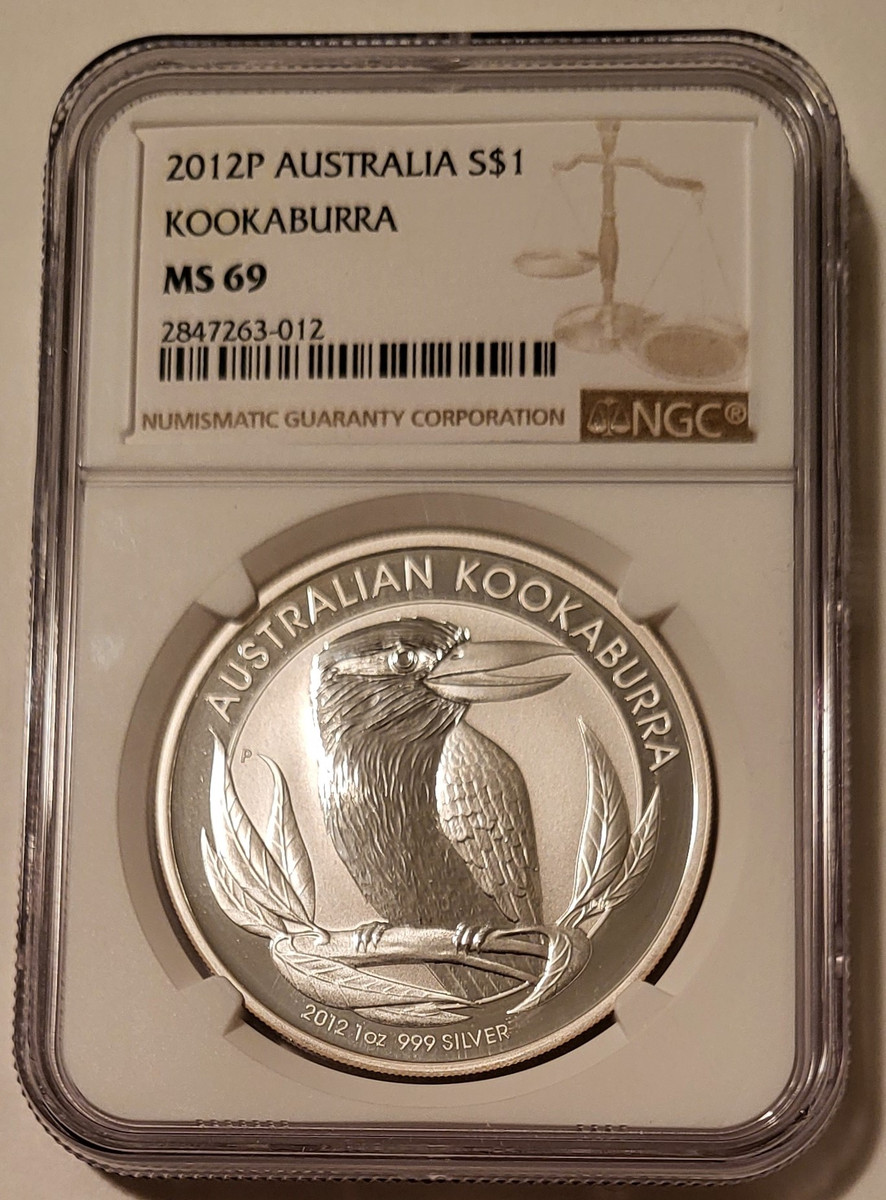 2012P AUSTRALIA S$1
KOOKABURRA
MS 69
2847263-012
NUMISMATIC GUARANTY CORPORATION
NGC®
AUSTRALIAN KOOKABURRA
P
2012 1oz 999 SILVER